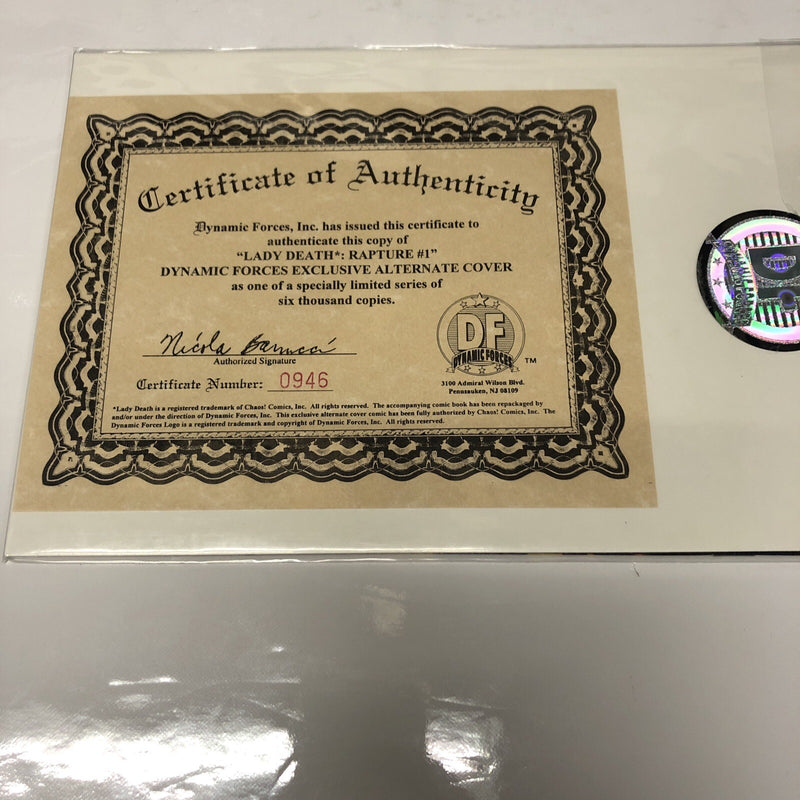 Certificate of Authenticity
Dynamic Forces, Inc. has issued this certificate to
authenticate this copy of
“LADY DEATH*: RAPTURE #1”
DYNAMIC FORCES EXCLUSIVE ALTERNATE COVER
as one of a specially limited series of
six thousand copies.
Nicola Barrucci
Authorized Signature
Certificate Number: 0946
DF
DYNAMIC FORCES
TM
3100 Admiral Wilson Blvd.
Pennsauken, NJ 08109
*Lady Death is a registered trademark of Chaos! Comics, Inc. All rights reserved. The accompanying comic book has been repackaged by
and/or under the direction of Dynamic Forces, Inc. This exclusive alternate cover comic has been fully authorized by Chaos! Comics, Inc. The
Dynamic Forces Logo is a registered trademark and copyright of Dynamic Forces, Inc. All rights reserved.